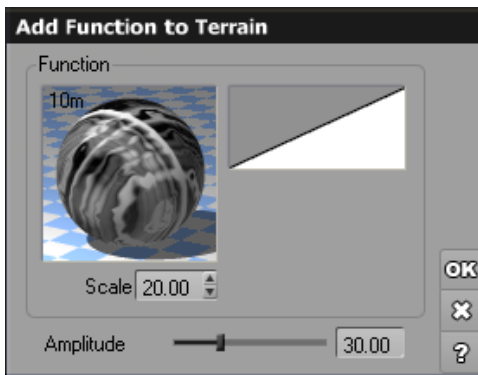 Add Function to Terrain
Function
10m
Scale 20.00
OK
Amplitude 30.00
?